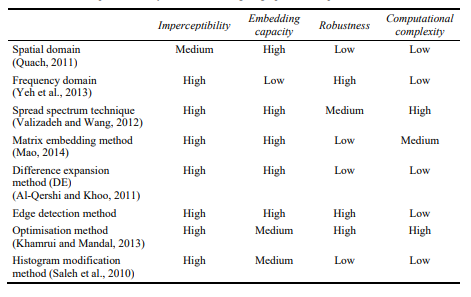 Imperceptibility Embedding capacity Robustness Computational complexity
Spatial domain (Quach, 2011) Medium High Low Low
Frequency domain (Yeh et al., 2013) High Low High Low
Spread spectrum technique (Valizadeh and Wang, 2012) High High Medium High
Matrix embedding method (Mao, 2014) High High Low Medium
Difference expansion method (DE) (Al-Qershi and Khoo, 2011) High High Low Low
Edge detection method High High High Low
Optimisation method (Khamrui and Mandal, 2013) High Medium High High
Histogram modification method (Saleh et al., 2010) High Medium Low Low